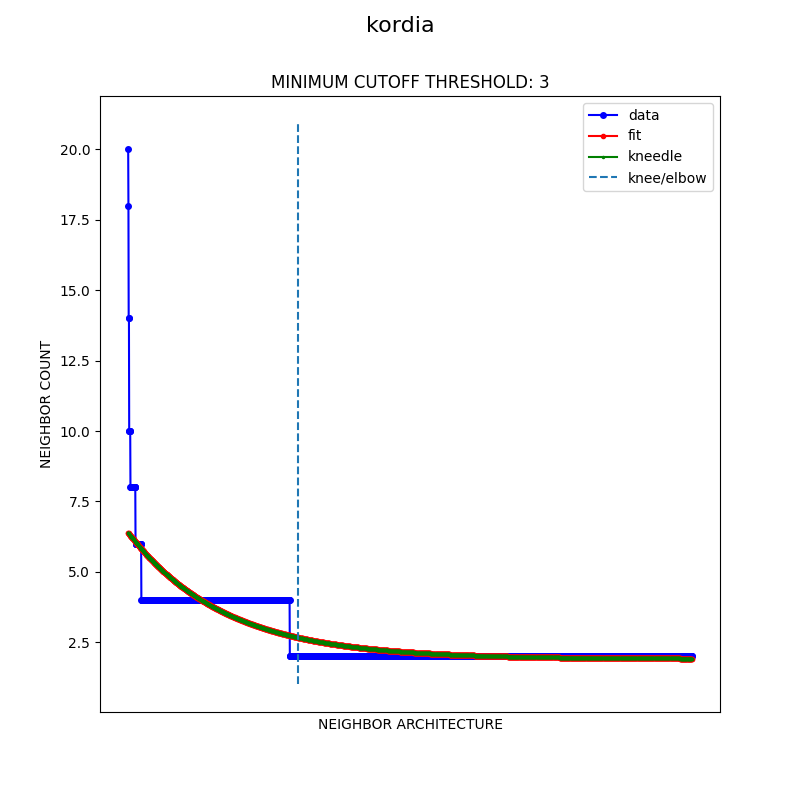 kordia
MINIMUM CUTOFF THRESHOLD: 3
data
fit
kneedle
knee/elbow
20.0
17.5
15.0
12.5
10.0
7.5
5.0
2.5
NEIGHBOR COUNT
NEIGHBOR ARCHITECTURE